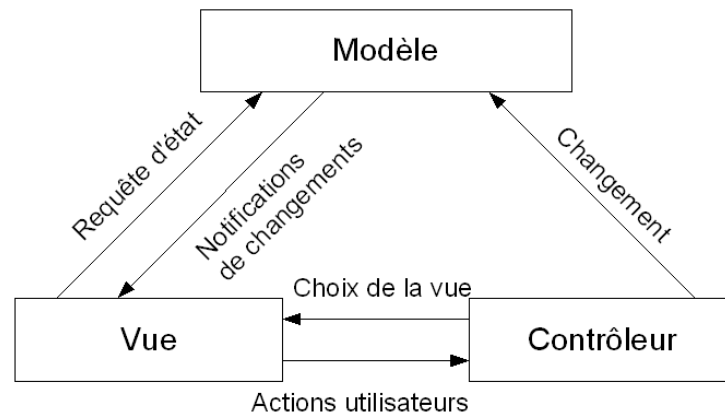 Modèle
Requête d'état
Notifications
de changements
Changement
Choix de la vue
Vue
Contrôleur
Actions utilisateurs